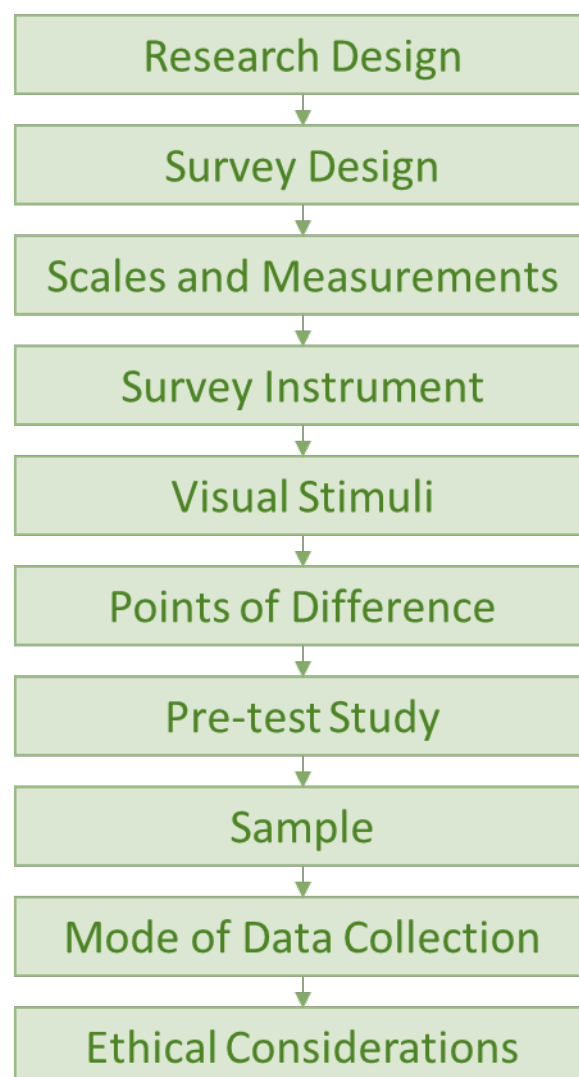 Research Design
Survey Design
Scales and Measurements
Survey Instrument
Visual Stimuli
Points of Difference
Pre-test Study
Sample
Mode of Data Collection
Ethical Considerations